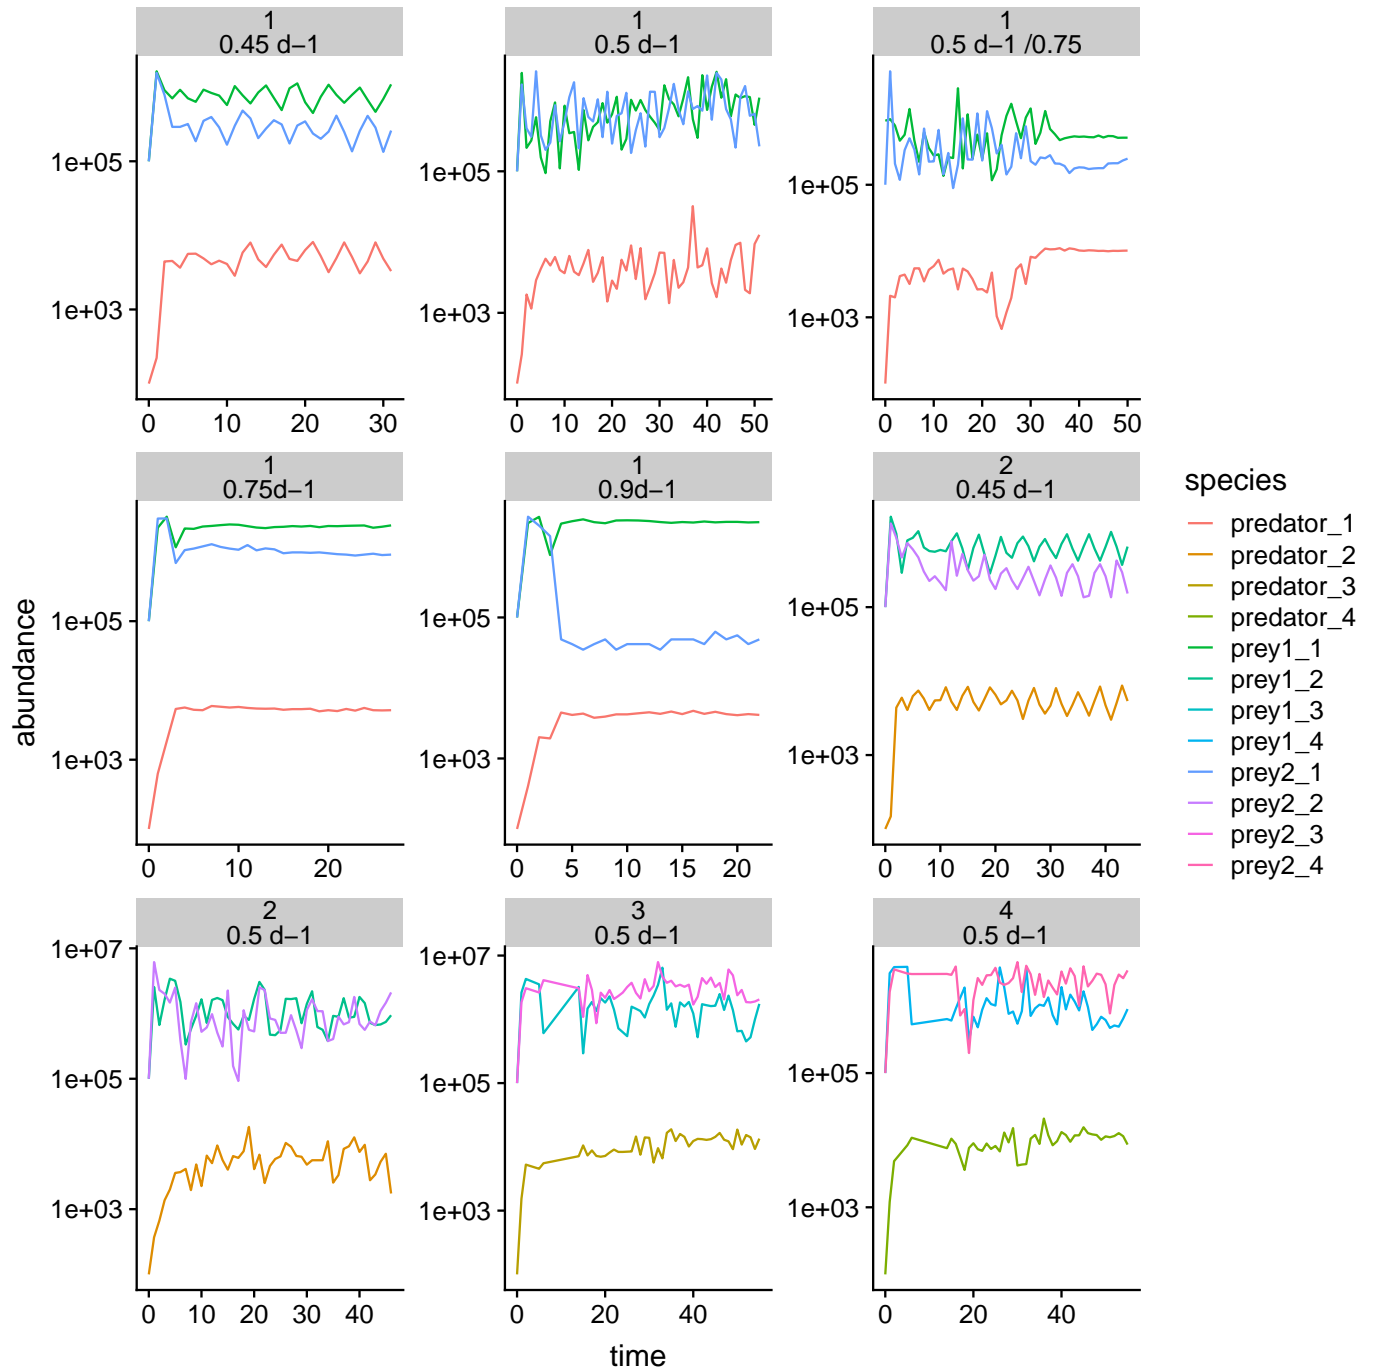 1
0.45 d−1
1
0.5 d−1
1
0.5 d−1 /0.75
1e+05
1e+03
0 10 20 30
1e+05
1e+03
0 10 20 30 40 50
1e+05
1e+03
0 10 20 30 40 50
1
0.75d−1
1
0.9d−1
2
0.45 d−1
1e+05
1e+03
0 10 20
1e+05
1e+03
0 5 10 15 20
1e+05
1e+03
0 10 20 30 40
2
0.5 d−1
3
0.5 d−1
4
0.5 d−1
1e+07
1e+05
1e+03
0 10 20 30 40
1e+07
1e+05
1e+03
0 20 40
1e+05
1e+03
0 20 40
abundance
time
species
predator_1
predator_2
predator_3
predator_4
prey1_1
prey1_2
prey1_3
prey1_4
prey2_1
prey2_2
prey2_3
prey2_4